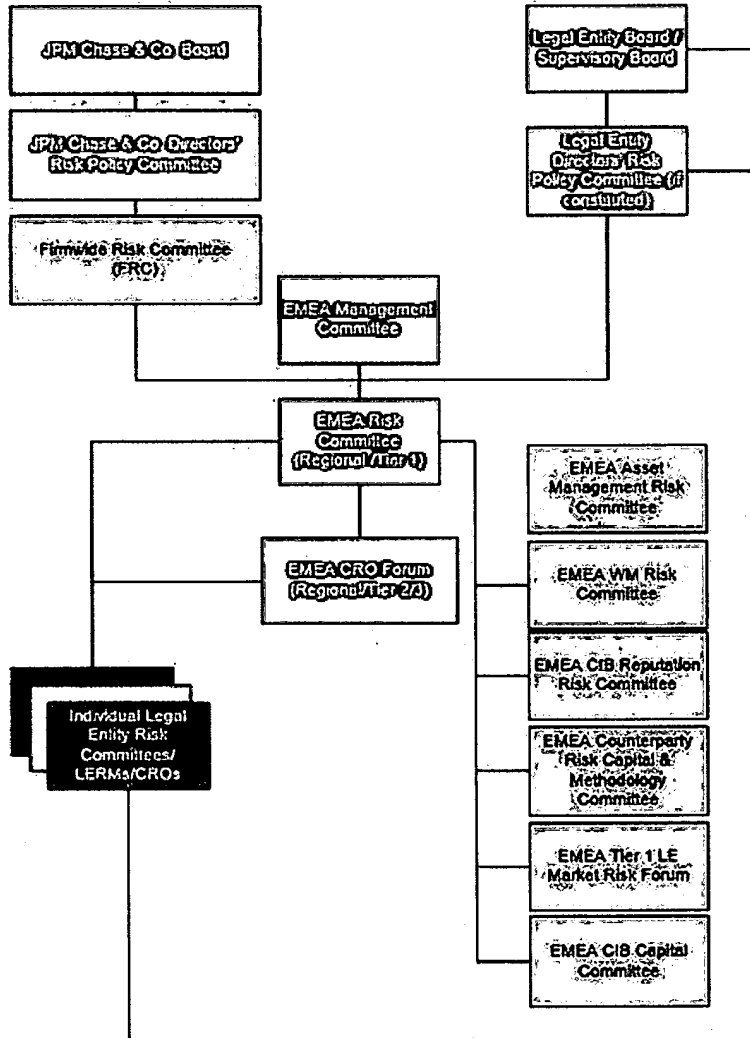 JPM Chase & Co. Board
JPM Chase & Co. Directors'
Risk Policy Committee
Firmwide Risk Committee
(FRC)
Legal Entity Board /
Supervisory Board
Legal Entity
Directors' Risk
Policy Committee (if
constituted)
EMEA Management
Committee
EMEA Risk
Committee
(Regional /Tier 1)
EMEA CRO Forum
(Regional/Tier 2/3)
Individual Legal
Entity Risk
Committees/
LERMs/CROs
EMEA Asset
Management Risk
Committee
EMEA WM Risk
Committee
EMEA CIB Reputation
Risk Committee
EMEA Counterparty
Risk Capital &
Methodology
Committee
EMEA Tier 1 LE
Market Risk Forum
EMEA CIB Capital
Committee